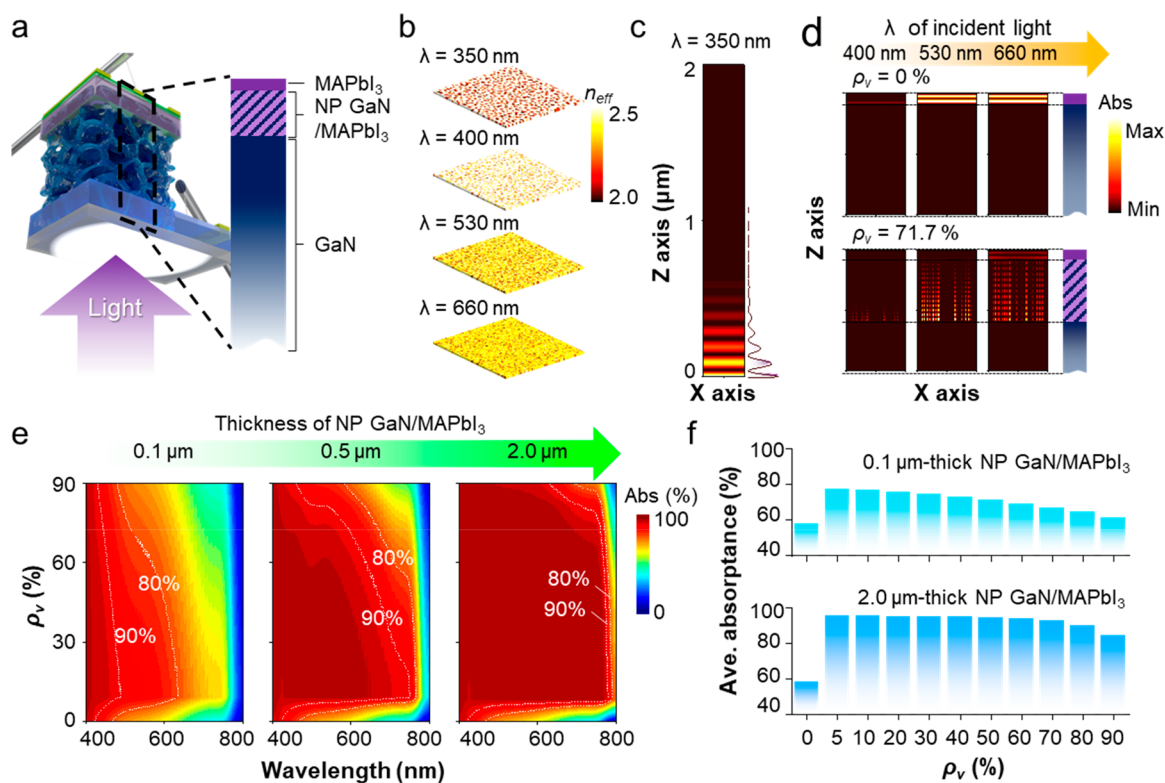 a
MAPbI₃
NP GaN
/MAPbI₃
GaN
Light
b
λ = 350 nm
λ = 400 nm
λ = 530 nm
λ = 660 nm
n_eff
2.5
2.0
c
λ = 350 nm
2
1
0
Z axis (μm)
X axis
d
λ of incident light
400 nm 530 nm 660 nm
ρᵥ = 0 %
ρᵥ = 71.7 %
Z axis
X axis
Abs
Max
Min
e
Thickness of NP GaN/MAPbI₃
0.1 μm 0.5 μm 2.0 μm
90
60
30
0
ρᵥ (%)
80%
90%
80%
90%
80%
90%
400 600 800 400 600 800 400 600 800
Wavelength (nm)
Abs (%)
100
0
f
0.1 μm-thick NP GaN/MAPbI₃
100
80
60
40
2.0 μm-thick NP GaN/MAPbI₃
100
80
60
40
Ave. absorptance (%)
0 5 10 20 30 40 50 60 70 80 90
ρᵥ (%)